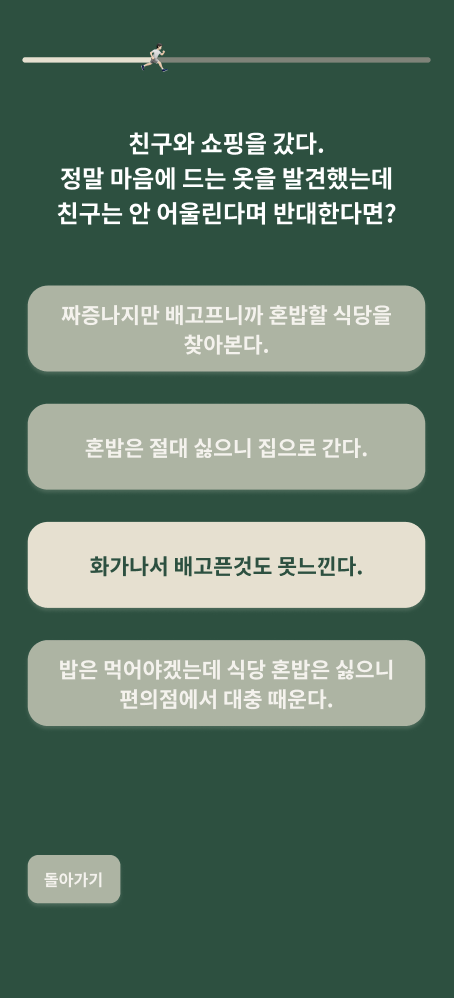 친구와 쇼핑을 갔다.
정말 마음에 드는 옷을 발견했는데
친구는 안 어울린다며 반대한다면?
짜증나지만 배고프니까 혼밥할 식당을
찾아본다.
혼밥은 절대 싫으니 집으로 간다.
화가나서 배고픈것도 못느낀다.
밥은 먹어야겠는데 식당 혼밥은 싫으니
편의점에서 대충 때운다.
돌아가기